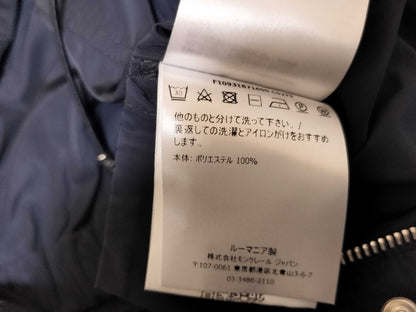 他のものと分けて洗って下さい。/
裏返しての洗濯とアイロンがけをおすすめ
します。
本体: ポリエステル 100%
ルーマニア製
株式会社モンクレール ジャパン
〒107-0061 東京都港区北青山3-6-7
03-3486-2110